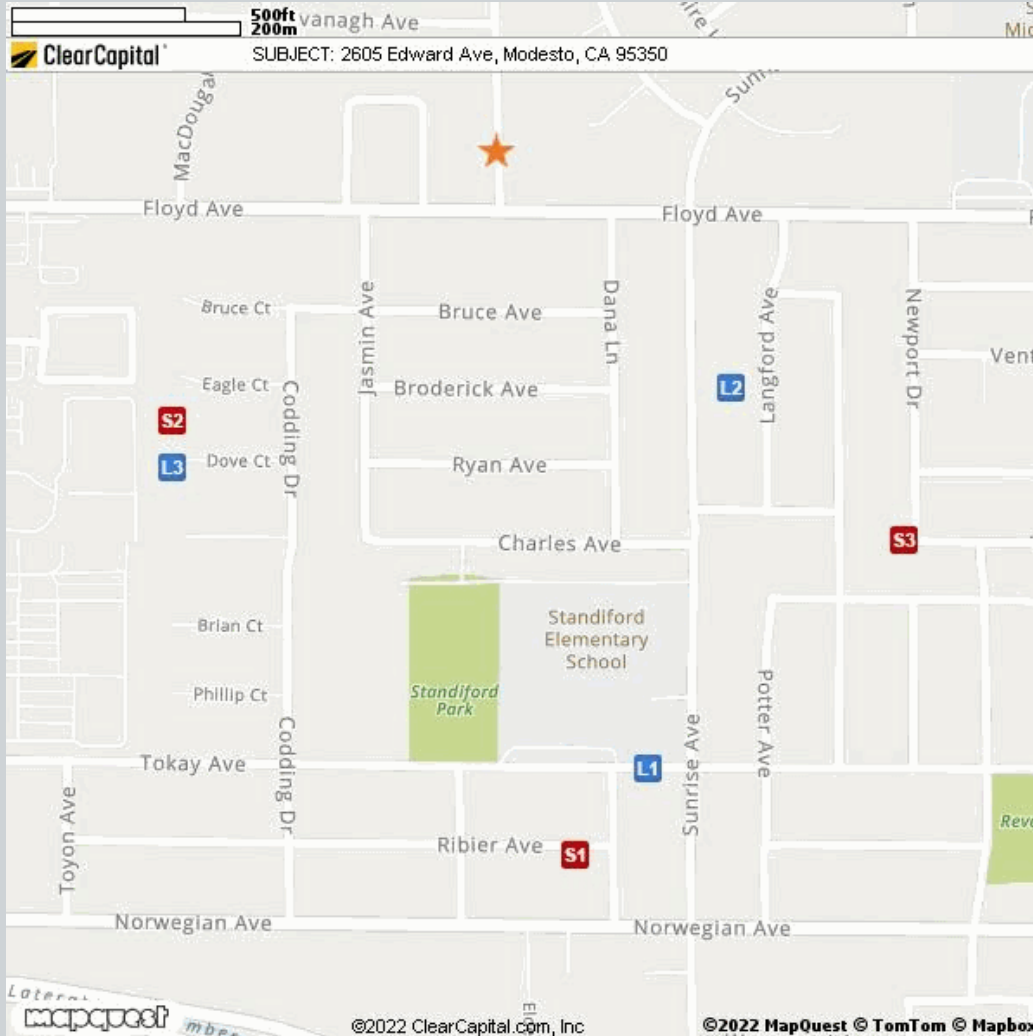 500ft
200m
vanagh Ave
Mic
ClearCapital
SUBJECT: 2605 Edward Ave, Modesto, CA 95350
MacDougal
Floyd Ave
Floyd Ave
Bruce Ct
Jasmin Ave
Bruce Ave
Dana Ln
Langford Ave
Newport Dr
Vent
Eagle Ct
Codding Dr
Broderick Ave
L2
S2
L3
Dove Ct
Ryan Ave
Charles Ave
S3
Brian Ct
Standiford
Elementary
School
Phillip Ct
Standiford
Park
Potter Ave
Codding Dr
Sunrise Ave
Tokay Ave
L1
Toyon Ave
Ribier Ave
S1
Norwegian Ave
Norwegian Ave
mapquest
©2022 ClearCapital.com, Inc
©2022 MapQuest © TomTom © Mapbox